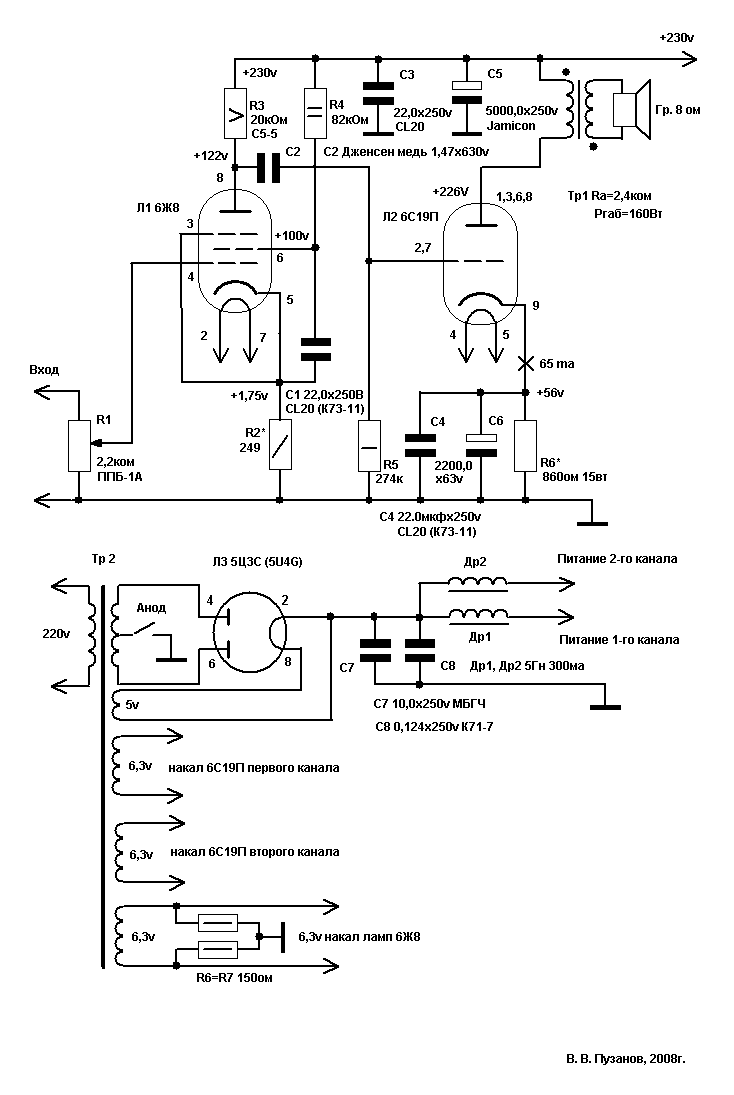 +230v
+230v
C3
C5
R3
20кОм
C5-5
R4
82кОм
22,0x250v
CL20
5000,0x250v
Jamicon
Гр. 8 ом
+122v
C2
C2 Дженсен медь 1,47x630v
8
Л1 6Ж8
+226V
1,3,6,8
Тр1 Ra=2,4ком
Ргаб=160Вт
3
+100v
Л2 6С19П
2,7
6
4
5
9
2
7
4
5
65 ma
Вход
+1,75v
C1 22,0x250В
CL20 (К73-11)
+56v
R1
2,2ком
ППБ-1А
R2*
249
R5
274к
C4
C6
2200,0
x63v
R6*
860ом 15вт
C4 22.0мкфx250v
CL20 (К73-11)
Тр 2
Л3 5Ц3С (5U4G)
Др2
Питание 2-го канала
220v
Анод
4
2
6
8
Др1
Питание 1-го канала
C7
C8
Др1, Др2 5Гн 300ма
5v
C7 10,0x250v МБГЧ
C8 0,124x250v К71-7
6,3v
накал 6С19П первого канала
6,3v
накал 6С19П второго канала
6,3v
6,3v накал ламп 6Ж8
R6=R7 150ом
В. В. Пузанов, 2008г.